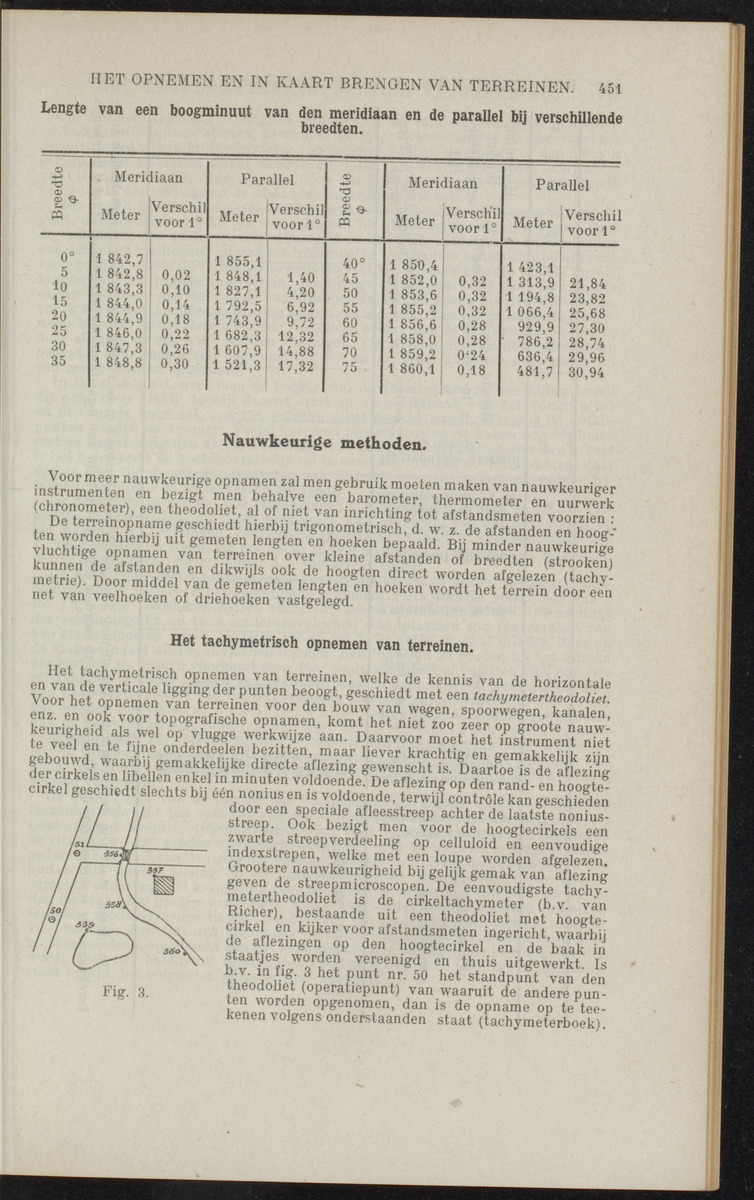 HET OPNEMEN EN IN KAART BRENGEN VAN TERREINEN. 451
Lengte van een boogminuut van den meridiaan en de parallel bij verschillende
breedten.
Breedte φ | Meridiaan | Parallel | Breedte φ | Meridiaan | Parallel
Meter | Verschil voor 1° | Meter | Verschil voor 1° | Meter | Verschil voor 1° | Meter | Verschil voor 1°
0° 1 842,7 1 855,1 40° 1 850,4 1 423,1
5 1 842,8 0,02 1 848,1 1,40 45 1 852,0 0,32 1 313,9 21,84
10 1 843,3 0,10 1 827,1 4,20 50 1 853,6 0,32 1 194,8 23,82
15 1 844,0 0,14 1 792,5 6,92 55 1 855,2 0,32 1 066,4 25,68
20 1 844,9 0,18 1 743,9 9,72 60 1 856,6 0,28 929,9 27,30
25 1 846,0 0,22 1 682,3 12,32 65 1 858,0 0,28 786,2 28,74
30 1 847,3 0,26 1 607,9 14,88 70 1 859,2 0·24 636,4 29,96
35 1 848,8 0,30 1 521,3 17,32 75 1 860,1 0,18 481,7 30,94
Nauwkeurige methoden.
Voor meer nauwkeurige opnamen zal men gebruik moeten maken van nauwkeuriger
instrumenten en bezigt men behalve een barometer, thermometer en uurwerk
(chronometer), een theodoliet, al of niet van inrichting tot afstandsmeten voorzien :
De terreinopname geschiedt hierbij trigonometrisch, d. w. z. de afstanden en hoog-
ten worden hierbij uit gemeten lengten en hoeken bepaald. Bij minder nauwkeurige
vluchtige opnamen van terreinen over kleine afstanden of breedten (strooken)
kunnen de afstanden en dikwijls ook de hoogten direct worden afgelezen (tachy-
metrie). Door middel van de gemeten lengten en hoeken wordt het terrein door een
net van veelhoeken of driehoeken vastgelegd.
Het tachymetrisch opnemen van terreinen.
Het tachymetrisch opnemen van terreinen, welke de kennis van de horizontale
en van de verticale ligging der punten beoogt, geschiedt met een tachymetertheodoliet.
Voor het opnemen van terreinen voor den bouw van wegen, spoorwegen, kanalen,
enz. en ook voor topografische opnamen, komt het niet zoo zeer op groote nauw-
keurigheid als wel op vlugge werkwijze aan. Daarvoor moet het instrument niet
te veel en te fijne onderdeelen bezitten, maar liever krachtig en gemakkelijk zijn
gebouwd, waarbij gemakkelijke directe aflezing gewenscht is. Daartoe is de aflezing
der cirkels en libellen enkel in minuten voldoende. De aflezing op den rand- en hoogte-
cirkel geschiedt slechts bij één nonius en is voldoende, terwijl contrôle kan geschieden
door een speciale afleesstreep achter de laatste nonius-
streep. Ook bezigt men voor de hoogtecirkels een
zwarte streepverdeeling op celluloid en eenvoudige
indexstrepen, welke met een loupe worden afgelezen.
Grootere nauwkeurigheid bij gelijk gemak van aflezing
geven de streepmicroscopen. De eenvoudigste tachy-
metertheodoliet is de cirkeltachymeter (b.v. van
Richer), bestaande uit een theodoliet met hoogte-
cirkel en kijker voor afstandsmeten ingericht, waarbij
de aflezingen op den hoogtecirkel en de baak in
staatjes worden vereenigd en thuis uitgewerkt. Is
b.v. in fig. 3 het punt nr. 50 het standpunt van den
theodoliet (operatiepunt) van waaruit de andere pun-
ten worden opgenomen, dan is de opname op te tee-
kenen volgens onderstaanden staat (tachymeterboek).
51
356
357
358
50
359
360
Fig. 3.